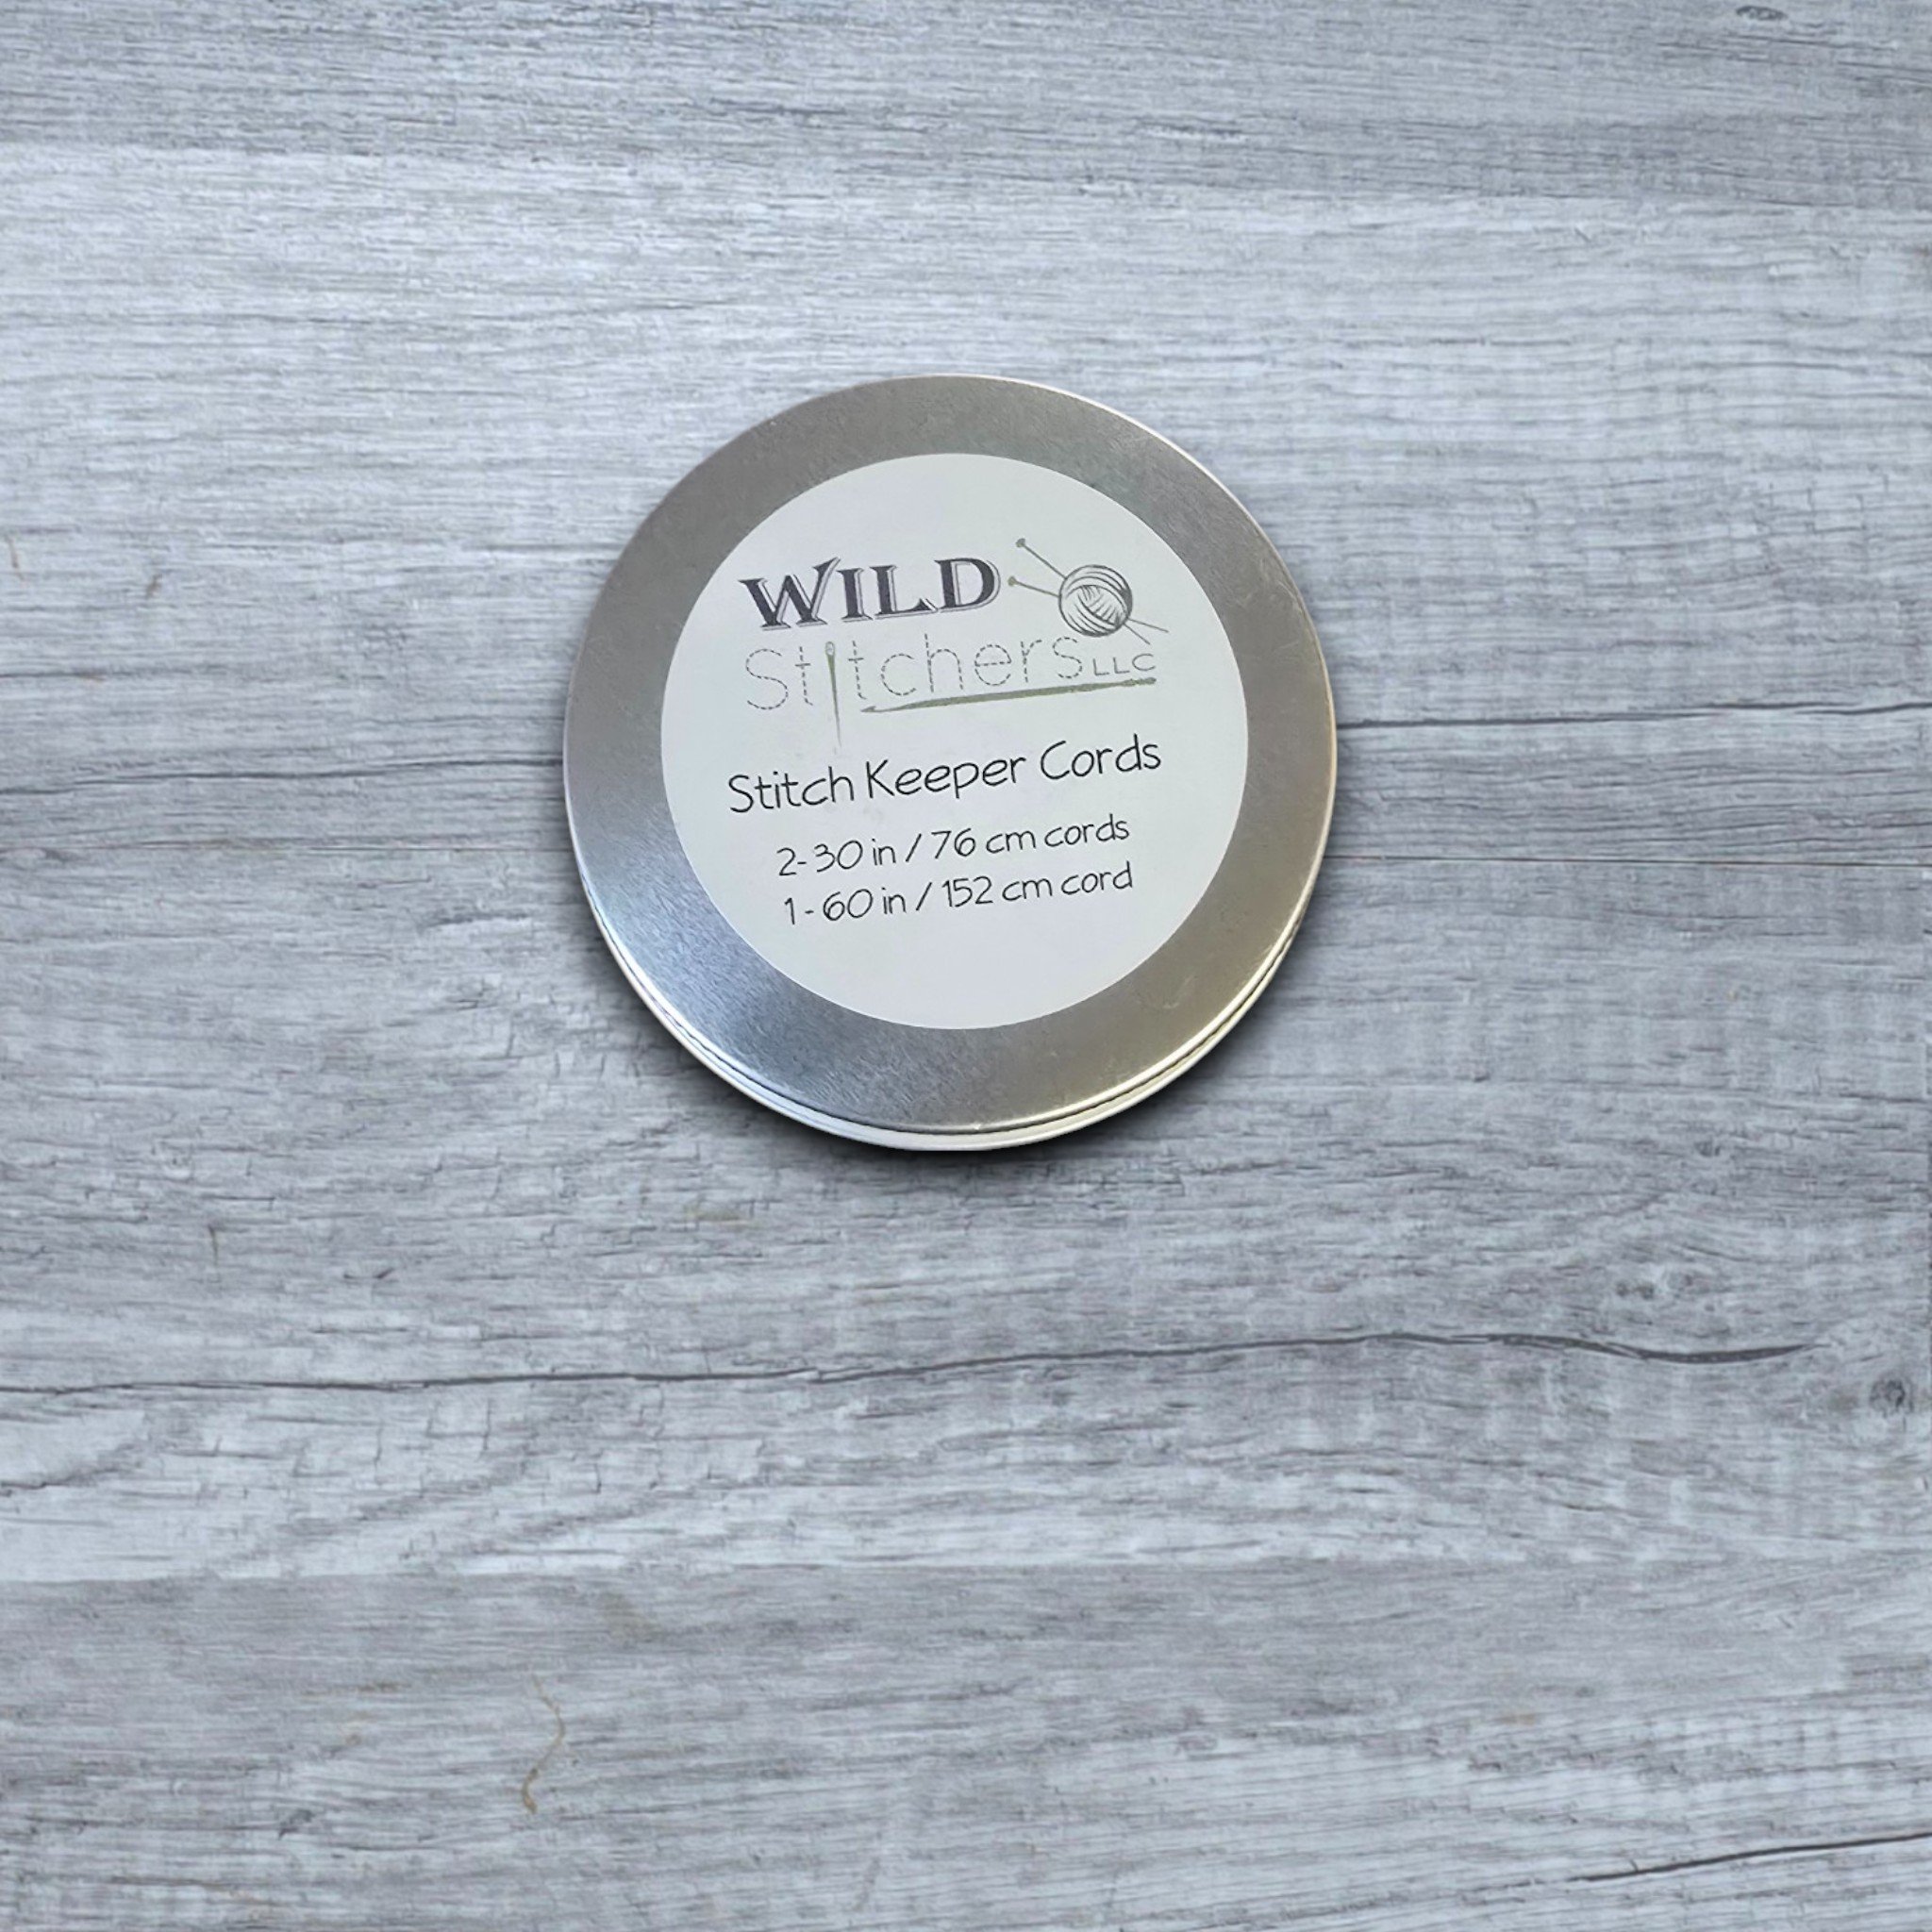 WILD
Stitchers LLC
Stitch Keeper Cords
2-30 in / 76 cm cords
1-60 in / 152 cm cord